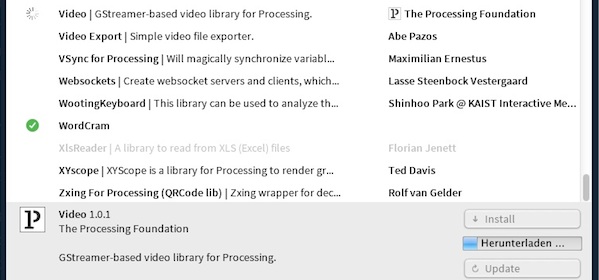 Video | GStreamer-based video library for Processing. The Processing Foundation
Video Export | Simple video file exporter. Abe Pazos
VSync for Processing | Will magically synchronize variabl... Maximilian Ernestus
Websockets | Create websocket servers and clients, which... Lasse Steenbock Vestergaard
WootingKeyboard | This library can be used to analyze th... Shinhoo Park @ KAIST Interactive Me...
WordCram
XlsReader | A library to read from XLS (Excel) files Florian Jenett
XYscope | XYScope is a library for Processing to render gr... Ted Davis
Zxing For Processing (QRCode lib) | Zxing wrapper for dec... Rolf van Gelder
Video 1.0.1
The Processing Foundation
GStreamer-based video library for Processing.
Install
Herunterladen ...
Update